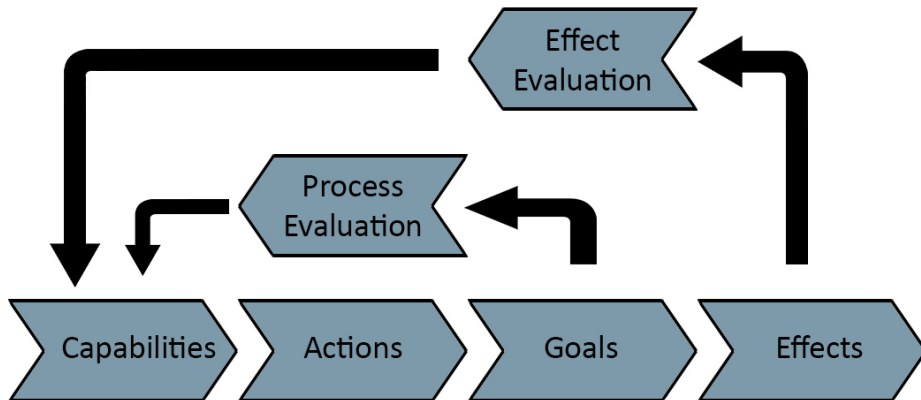 Effect
Evaluation
Process
Evaluation
Capabilities
Actions
Goals
Effects